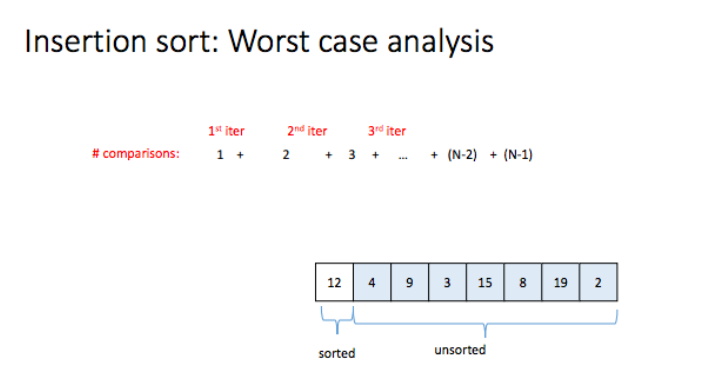 Insertion sort: Worst case analysis
1st iter 2nd iter 3rd iter
# comparisons: 1 + 2 + 3 + ... + (N-2) + (N-1)
12 4 9 3 15 8 19 2
sorted unsorted